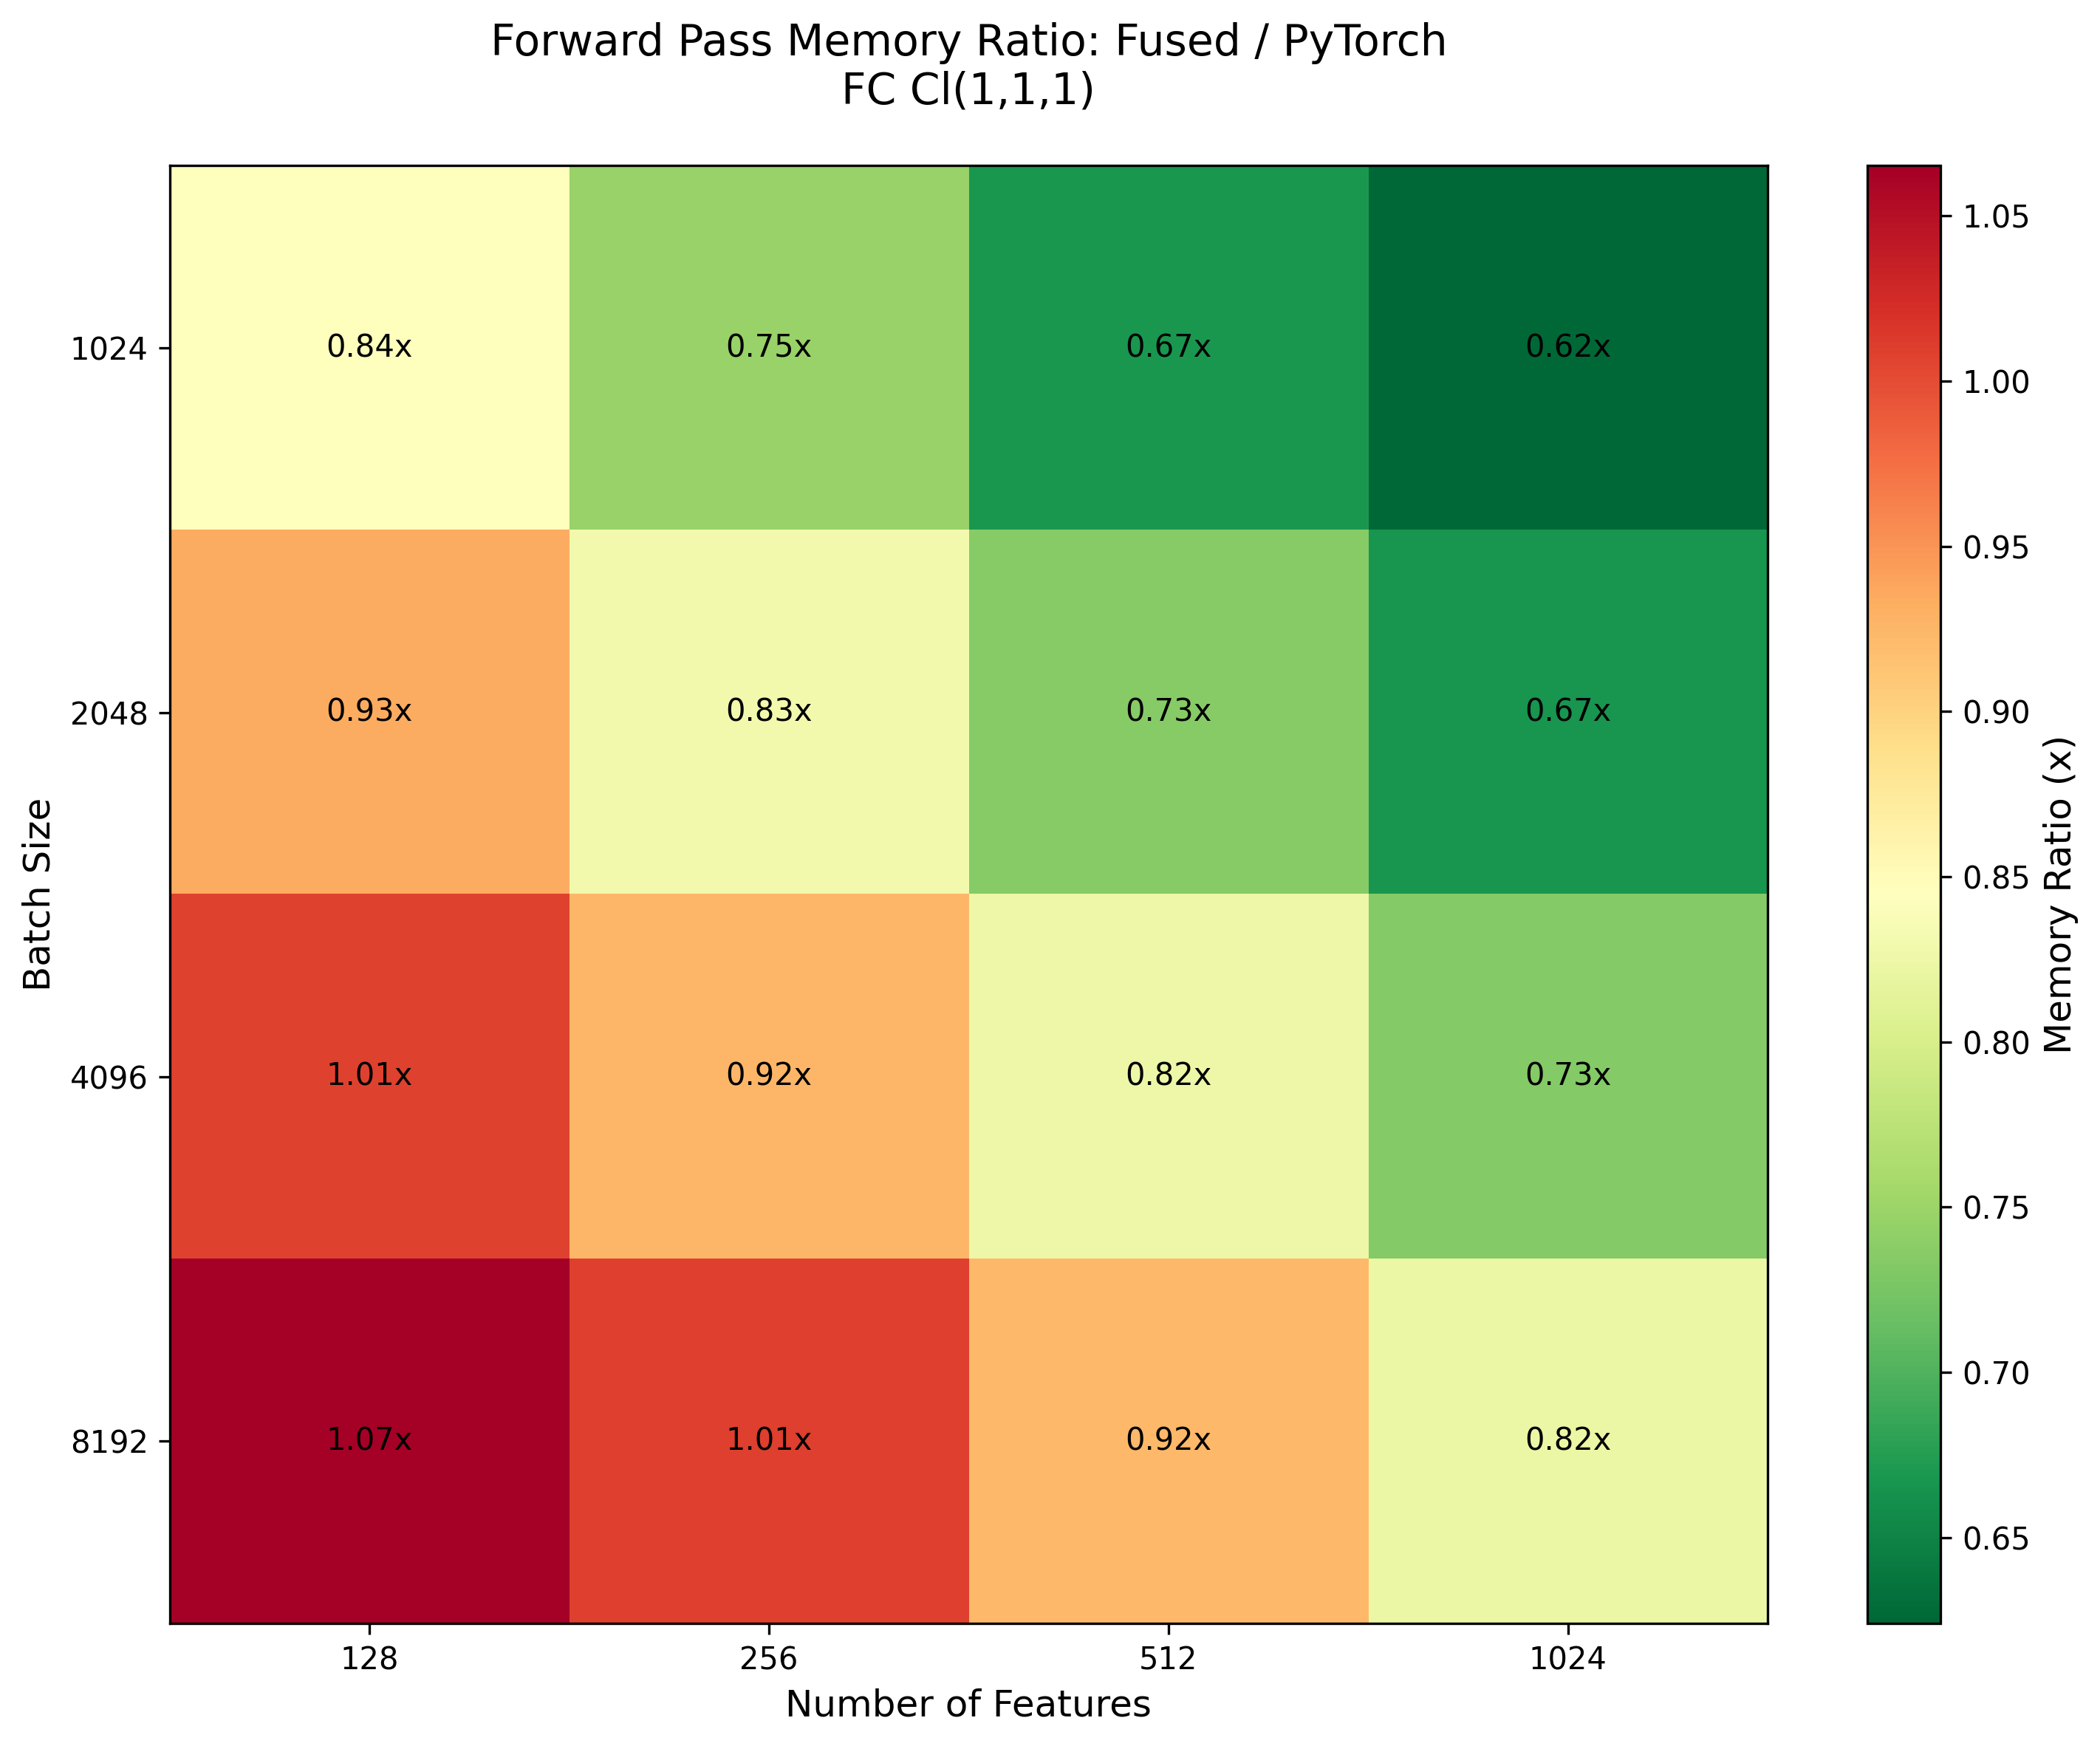 Forward Pass Memory Ratio: Fused / PyTorch
FC Cl(1,1,1)
Batch Size
1024
0.84x
0.75x
0.67x
0.62x
2048
0.93x
0.83x
0.73x
0.67x
4096
1.01x
0.92x
0.82x
0.73x
8192
1.07x
1.01x
0.92x
0.82x
128
256
512
1024
Number of Features
1.05
1.00
0.95
0.90
0.85
0.80
0.75
0.70
0.65
Memory Ratio (x)